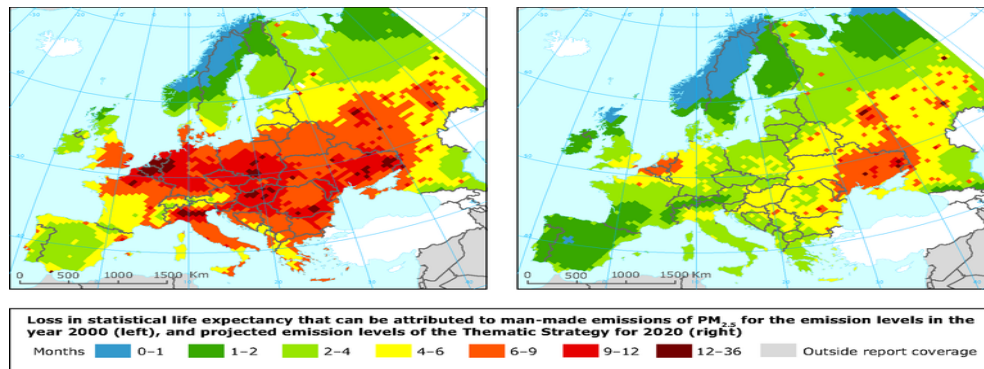 0 500 1000 1500 Km
0 500 1000 1500 Km
Loss in statistical life expectancy that can be attributed to man-made emissions of PM2.5 for the emission levels in the
year 2000 (left), and projected emission levels of the Thematic Strategy for 2020 (right)
Months 0–1 1–2 2–4 4–6 6–9 9–12 12–36 Outside report coverage